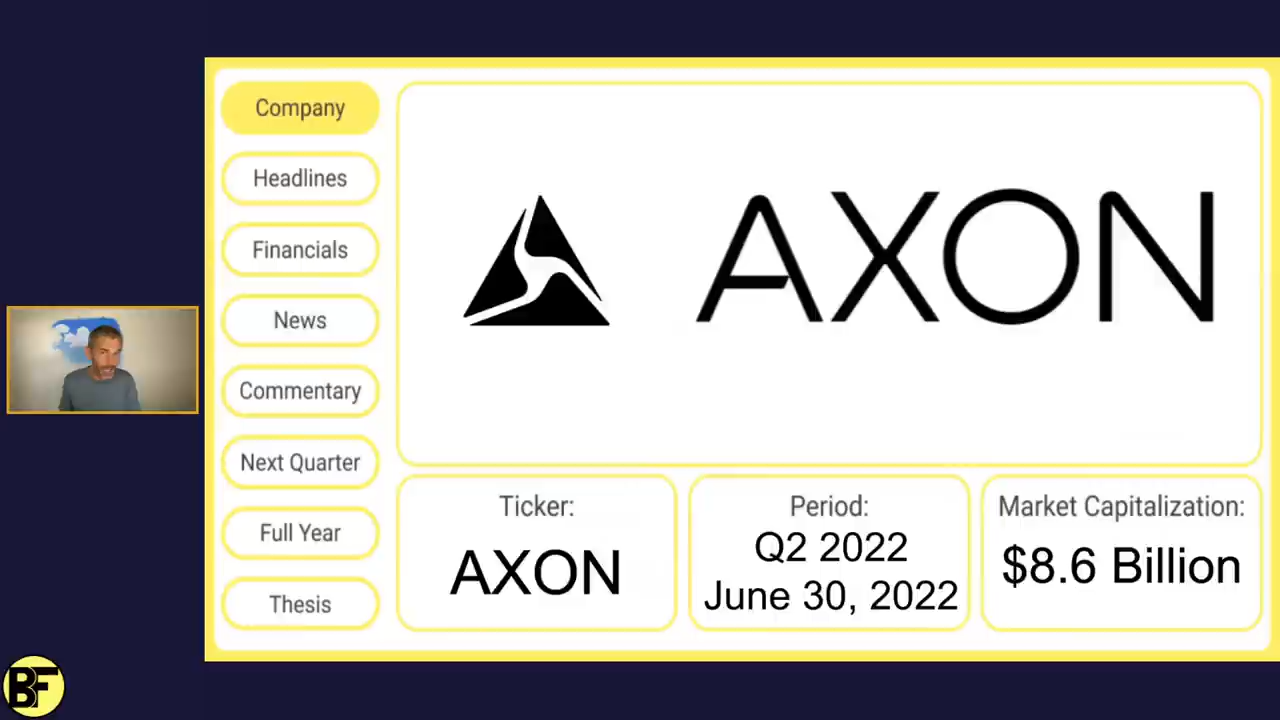 Company
Headlines
Financials
News
Commentary
Next Quarter
Full Year
Thesis
AXON
Ticker:
AXON
Period:
Q2 2022
June 30, 2022
Market Capitalization:
$8.6 Billion
BF